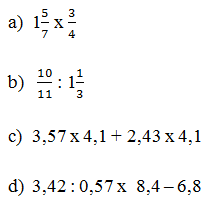 a) 1 5/7 x 3/4
b) 10/11 : 1 1/3
c) 3,57 x 4,1 + 2,43 x 4,1
d) 3,42 : 0,57 x 8,4 – 6,8